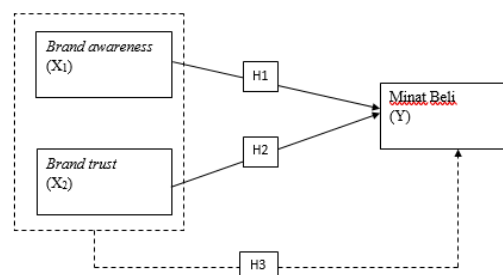 Brand awareness
(X₁)
H1
Minat Beli
(Y)
H2
Brand trust
(X₂)
H3